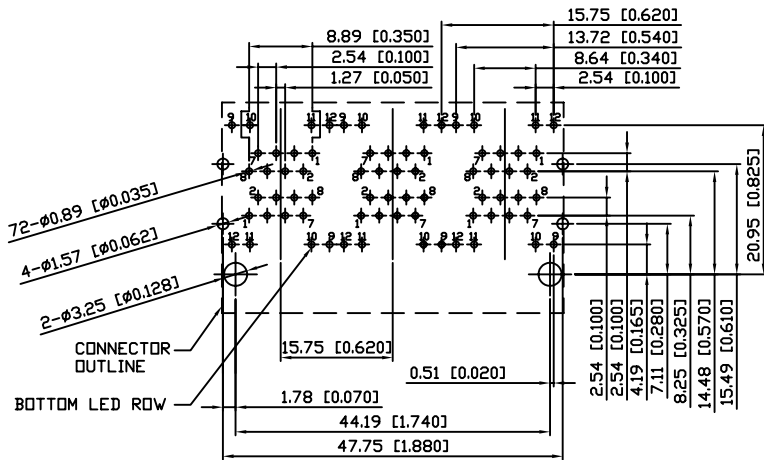 15.75 [0.620]
8.89 [0.350]
13.72 [0.540]
2.54 [0.100]
8.64 [0.340]
1.27 [0.050]
2.54 [0.100]
9 10 11 12 9 10 11 12 9 10 11 12
7 1 7 1 7 1
8 2 8 2 8 2
2 8 2 8 2 8
1 7 1 7 1 7
12 11 10 9 12 11 10 9 12 11 10 9
72-ø0.89 [ø0.035]
4-ø1.57 [ø0.062]
2-ø3.25 [ø0.128]
20.95 [0.825]
CONNECTOR
OUTLINE
15.75 [0.620]
0.51 [0.020]
BOTTOM LED ROW
1.78 [0.070]
44.19 [1.740]
47.75 [1.880]
2.54 [0.100]
2.54 [0.100]
4.19 [0.165]
7.11 [0.280]
8.25 [0.325]
14.48 [0.570]
15.49 [0.610]